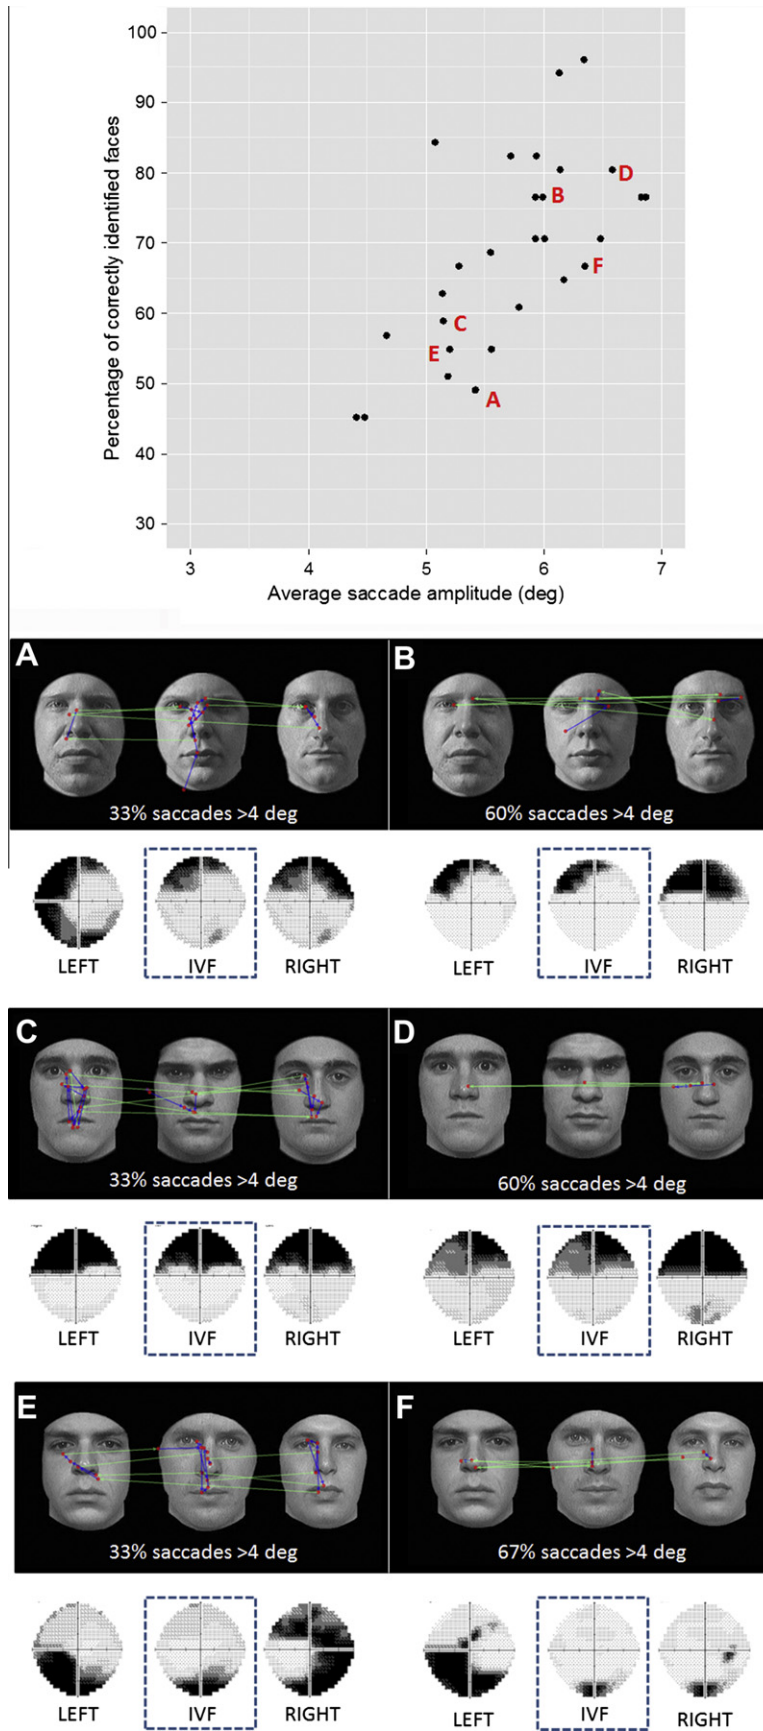 100
90
80
70
60
50
40
30
Percentage of correctly identified faces
D
B
F
C
E
A
3
4
5
6
7
Average saccade amplitude (deg)
A
33% saccades >4 deg
B
60% saccades >4 deg
LEFT
IVF
RIGHT
LEFT
IVF
RIGHT
C
33% saccades >4 deg
D
60% saccades >4 deg
LEFT
IVF
RIGHT
LEFT
IVF
RIGHT
E
33% saccades >4 deg
F
67% saccades >4 deg
LEFT
IVF
RIGHT
LEFT
IVF
RIGHT